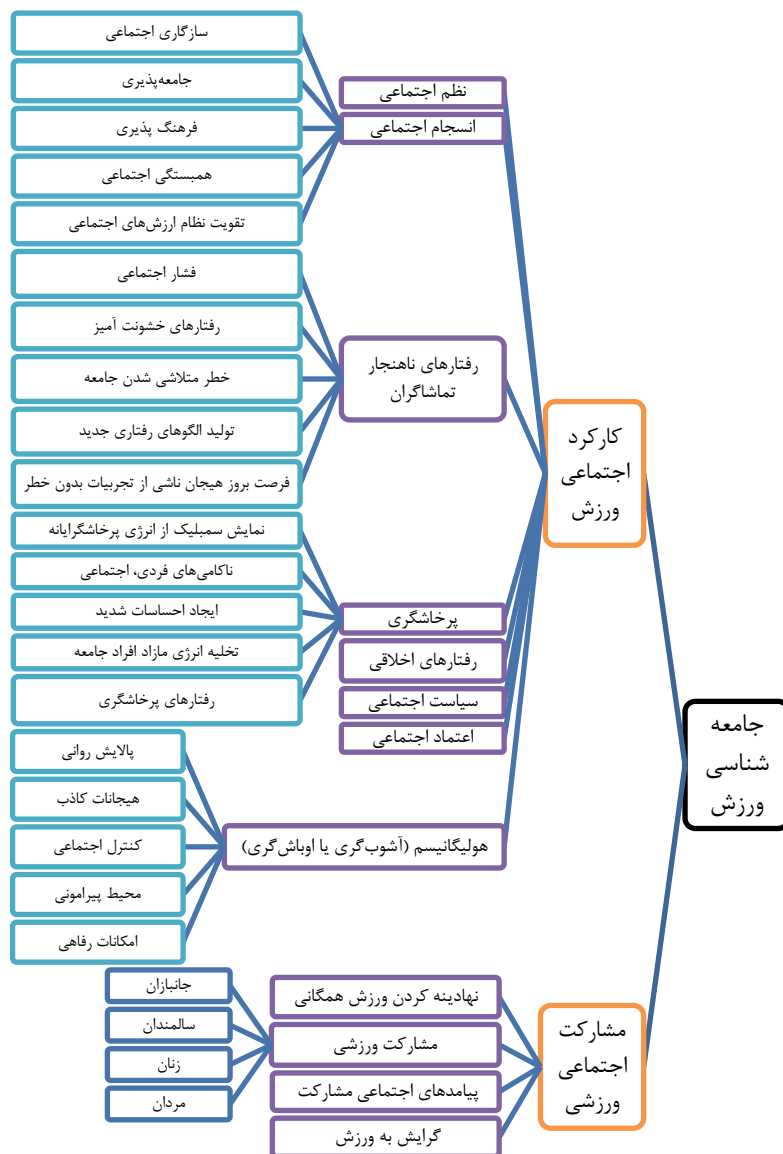 جامعه
شناسی
ورزش
کارکرد
اجتماعی
ورزش
نظم اجتماعی
انسجام اجتماعی
سازگاری اجتماعی
جامعه‌پذیری
فرهنگ پذیری
همبستگی اجتماعی
تقویت نظام ارزش‌های اجتماعی
رفتارهای ناهنجار
تماشاگران
فشار اجتماعی
رفتارهای خشونت آمیز
خطر متلاشی شدن جامعه
تولید الگوهای رفتاری جدید
فرصت بروز هیجان ناشی از تجربیات بدون خطر
پرخاشگری
نمایش سمبلیک از انرژی پرخاشگرایانه
ناکامی‌های فردی، اجتماعی
ایجاد احساسات شدید
تخلیه انرژی مازاد افراد جامعه
رفتارهای پرخاشگری
رفتارهای اخلاقی
سیاست اجتماعی
اعتماد اجتماعی
هولیگانیسم (آشوب‌گری یا اوباش‌گری)
پالایش روانی
هیجانات کاذب
کنترل اجتماعی
محیط پیرامونی
امکانات رفاهی
مشارکت
اجتماعی
ورزشی
نهادینه کردن ورزش همگانی
مشارکت ورزشی
جانبازان
سالمندان
زنان
مردان
پیامدهای اجتماعی مشارکت
گرایش به ورزش